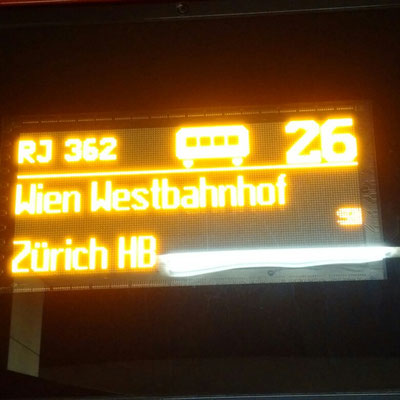 RJ 362 26
Wien Westbahnhof
Zürich HB